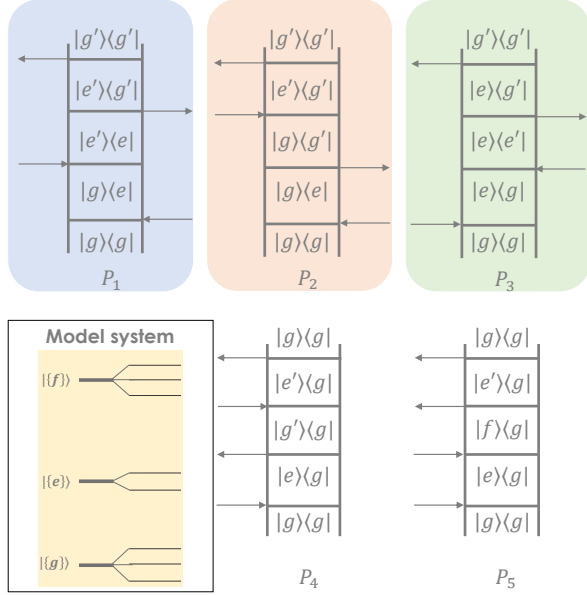 |g′⟩⟨g′|
|e′⟩⟨g′|
|e′⟩⟨e|
|g⟩⟨e|
|g⟩⟨g|
P₁
|g′⟩⟨g′|
|e′⟩⟨g′|
|g⟩⟨g′|
|g⟩⟨e|
|g⟩⟨g|
P₂
|g′⟩⟨g′|
|e⟩⟨g′|
|e⟩⟨e′|
|e⟩⟨g|
|g⟩⟨g|
P₃
Model system
|{f}⟩
|{e}⟩
|{g}⟩
|g⟩⟨g|
|e′⟩⟨g|
|g′⟩⟨g|
|e⟩⟨g|
|g⟩⟨g|
P₄
|g⟩⟨g|
|e′⟩⟨g|
|f⟩⟨g|
|e⟩⟨g|
|g⟩⟨g|
P₅